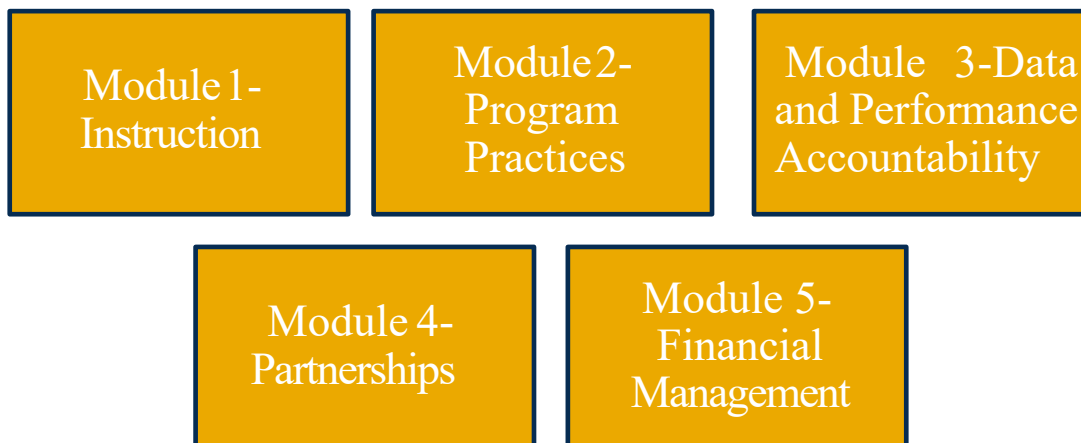 Module 1-
Instruction
Module 2-
Program
Practices
Module 3-Data
and Performance
Accountability
Module 4-
Partnerships
Module 5-
Financial
Management